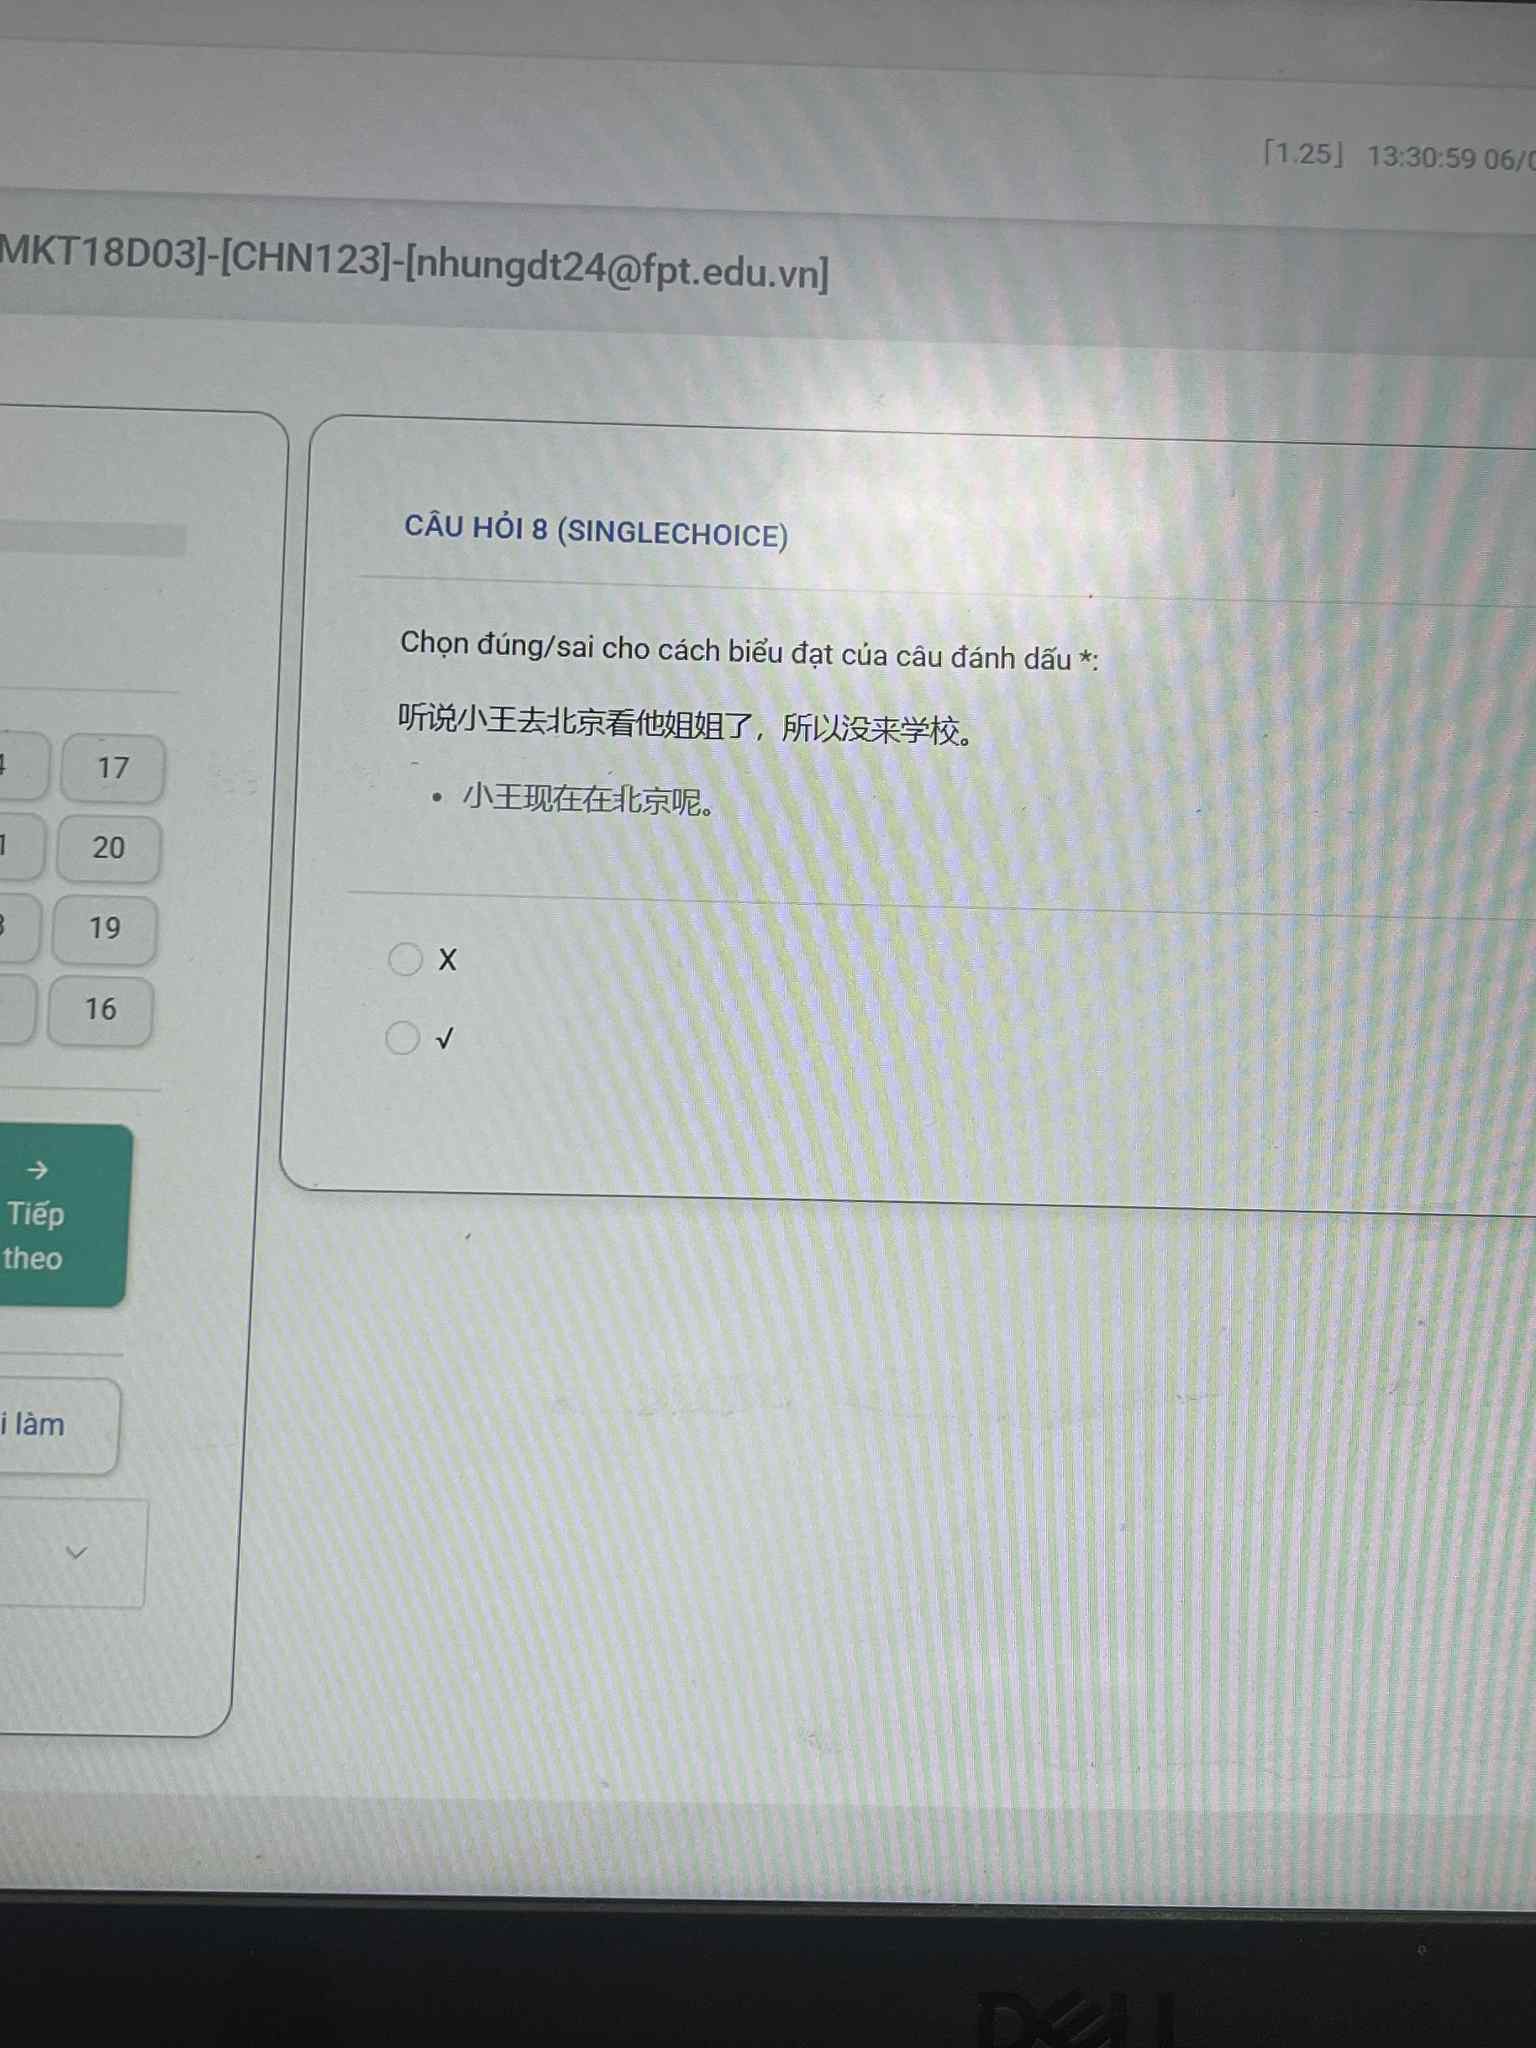 「1.25」 13:30:59 06/0
MKT18D03]-[CHN123]-[nhungdt24@fpt.edu.vn]
CÂU HỎI 8 (SINGLECHOICE)
Chọn đúng/sai cho cách biểu đạt của câu đánh dấu *:
听说小王去北京看他姐姐了，所以没来学校。
• 小王现在在北京呢。
X
√
17
20
19
16
→
Tiếp
theo
i làm
DELL